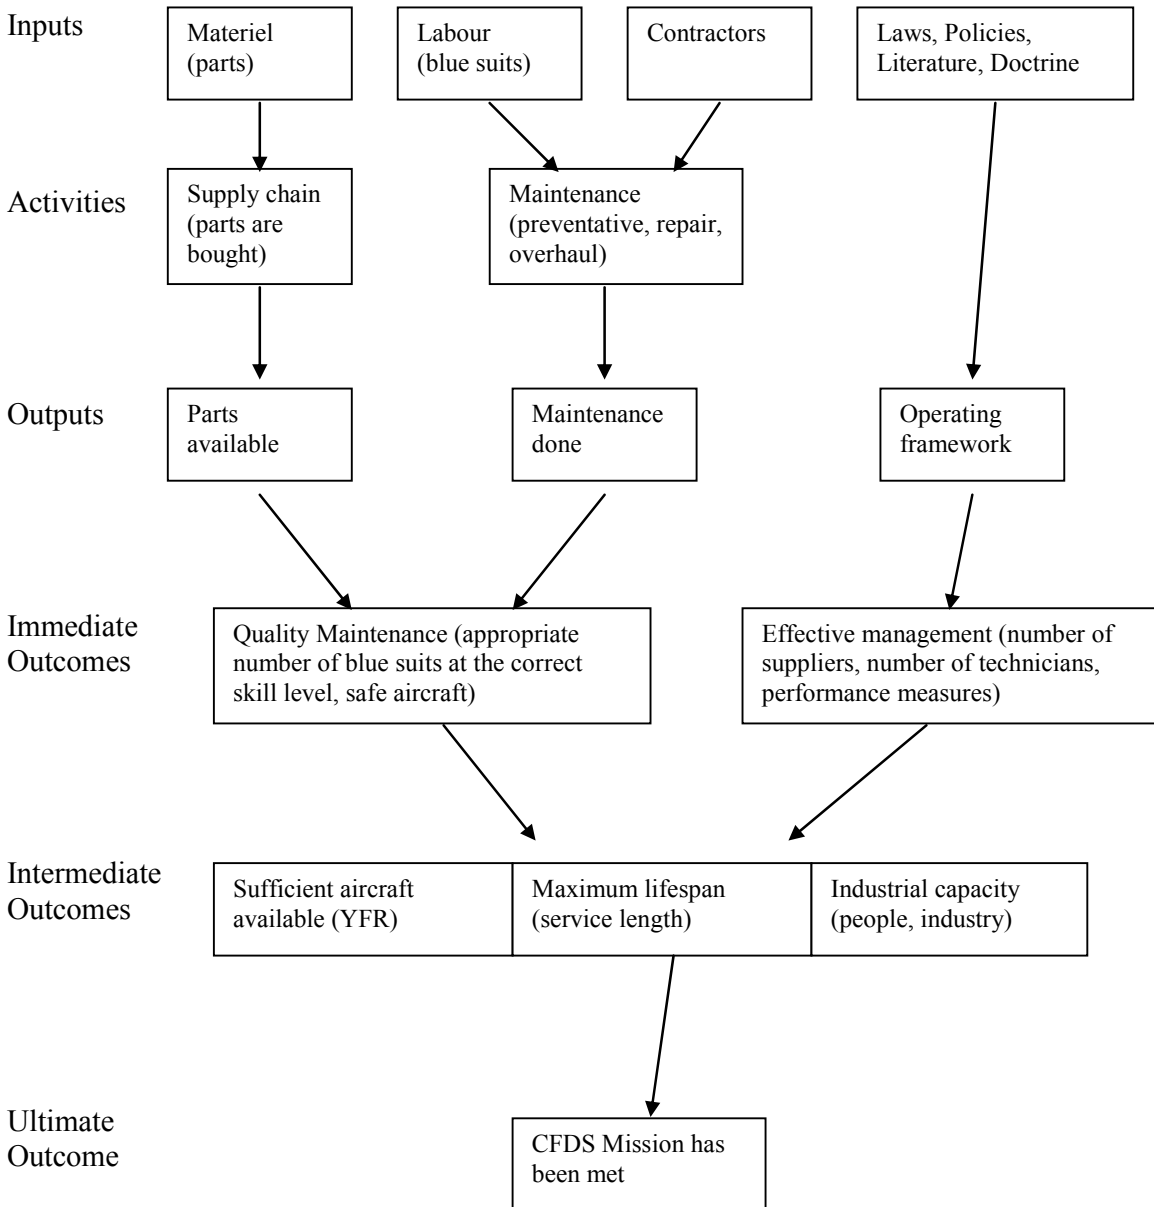 Inputs
Materiel
(parts)
Labour
(blue suits)
Contractors
Laws, Policies,
Literature, Doctrine
Activities
Supply chain
(parts are
bought)
Maintenance
(preventative, repair,
overhaul)
Outputs
Parts
available
Maintenance
done
Operating
framework
Immediate
Outcomes
Quality Maintenance (appropriate
number of blue suits at the correct
skill level, safe aircraft)
Effective management (number of
suppliers, number of technicians,
performance measures)
Intermediate
Outcomes
Sufficient aircraft
available (YFR)
Maximum lifespan
(service length)
Industrial capacity
(people, industry)
Ultimate
Outcome
CFDS Mission has
been met